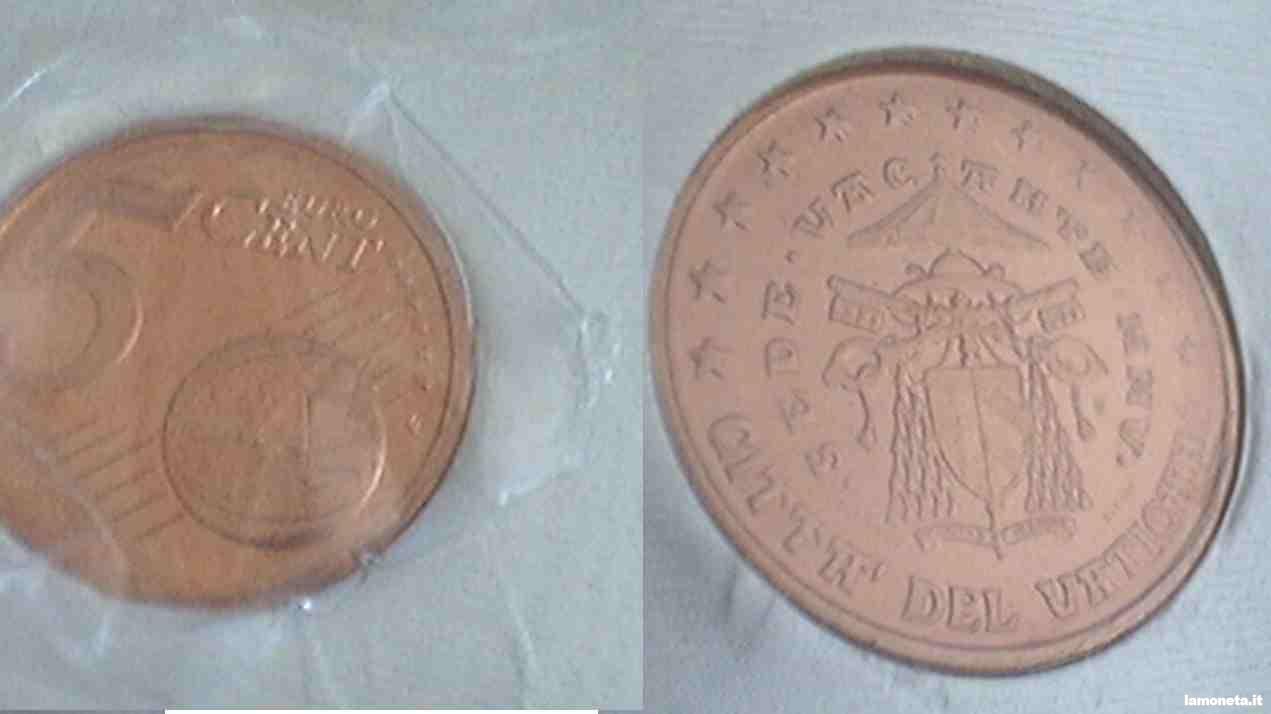 5 EURO
CENT
SEDE · VACANTE · MMV ·
CITTA' DEL VATICANO
lamoneta.it